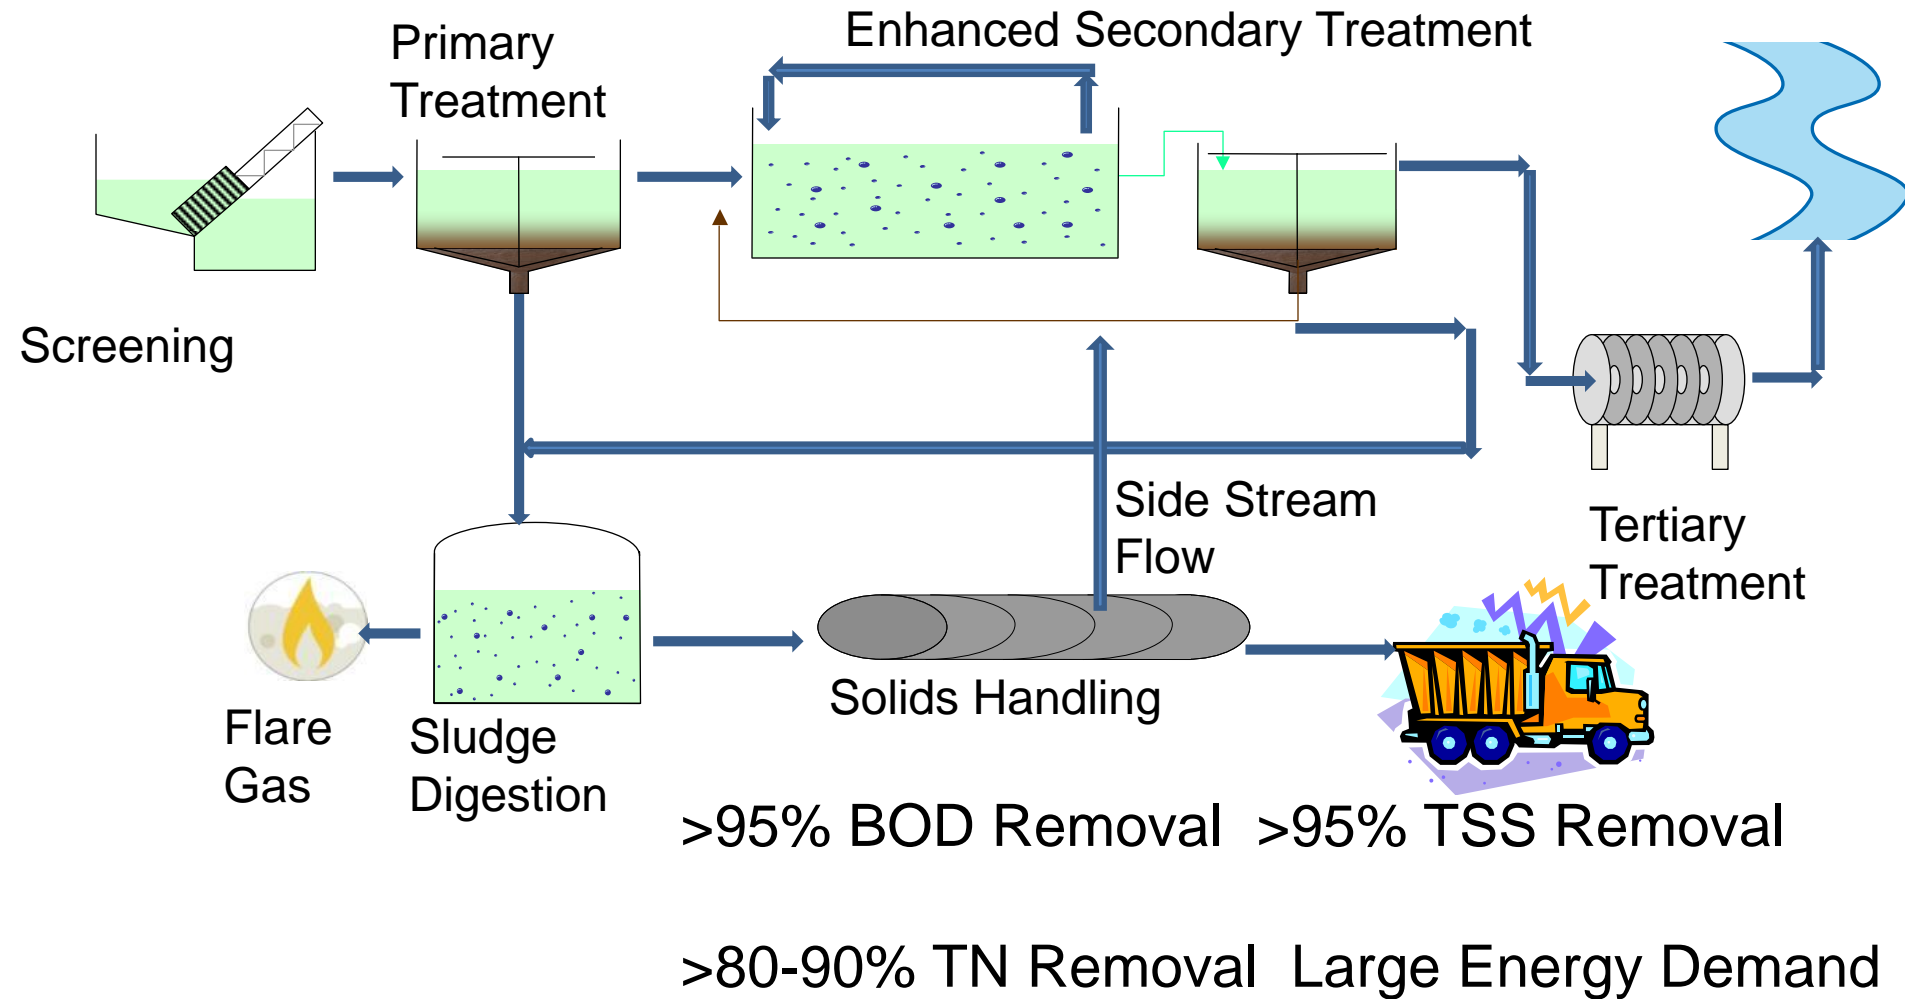 Primary
Treatment
Enhanced Secondary Treatment
Screening
Side Stream
Flow
Tertiary
Treatment
Flare
Gas
Sludge
Digestion
Solids Handling
>95% BOD Removal >95% TSS Removal
>80-90% TN Removal Large Energy Demand